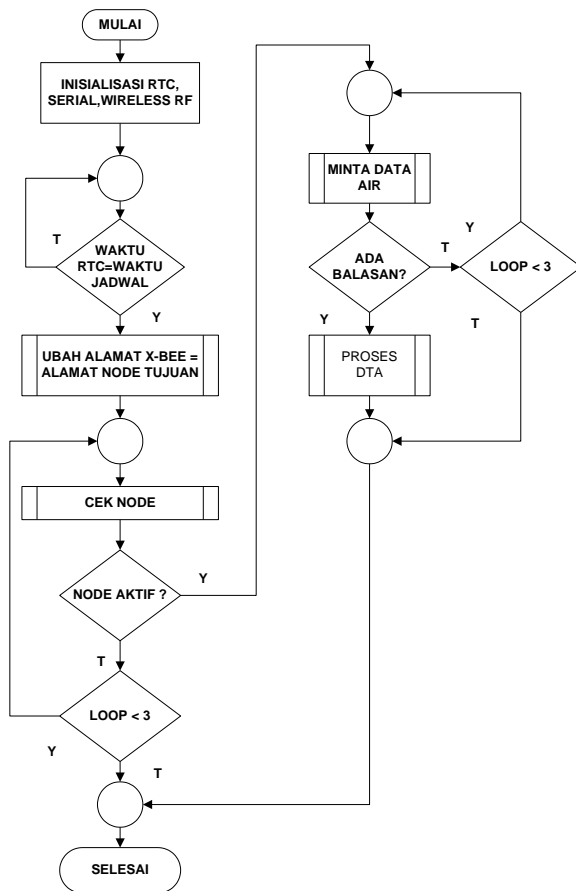 MULAI
INISIALISASI RTC,
SERIAL,WIRELESS RF
T
WAKTU
RTC=WAKTU
JADWAL
Y
UBAH ALAMAT X-BEE =
ALAMAT NODE TUJUAN
CEK NODE
NODE AKTIF ?
Y
T
LOOP < 3
Y
T
SELESAI
MINTA DATA
AIR
ADA
BALASAN?
T
Y
LOOP < 3
Y
T
PROSES
DTA